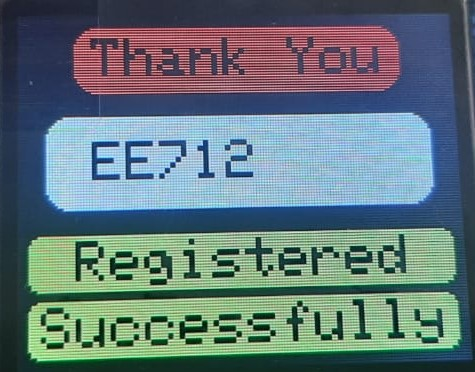 Thank You
EE712
Registered
Successfully